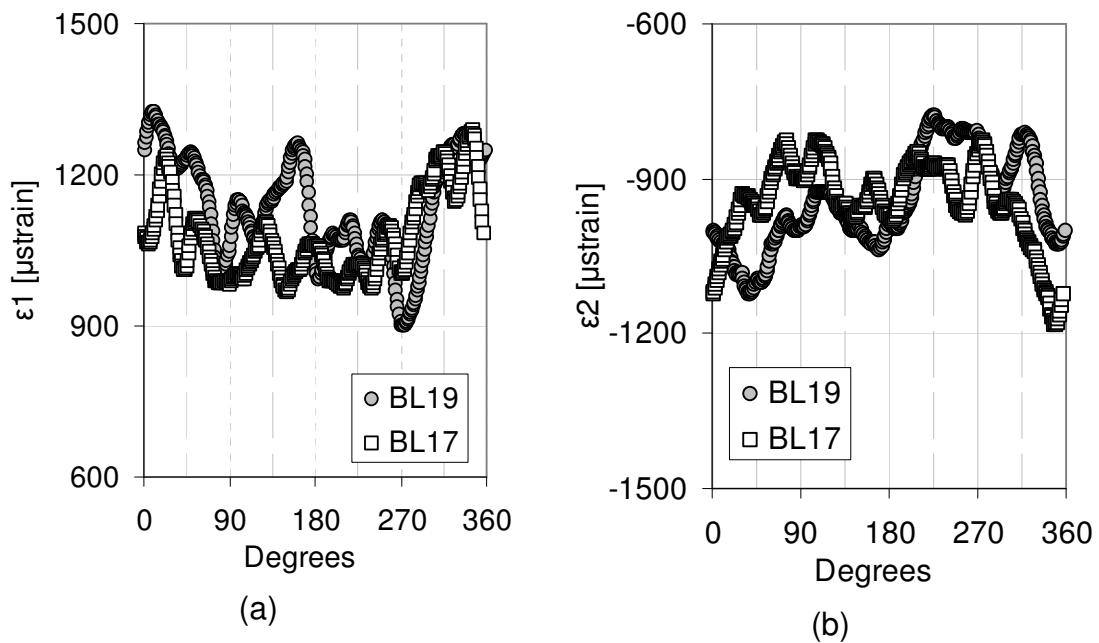 1500
1200
900
600
ε1 [µstrain]
BL19
BL17
0 90 180 270 360
Degrees
(a)
-600
-900
-1200
-1500
ε2 [µstrain]
BL19
BL17
0 90 180 270 360
Degrees
(b)